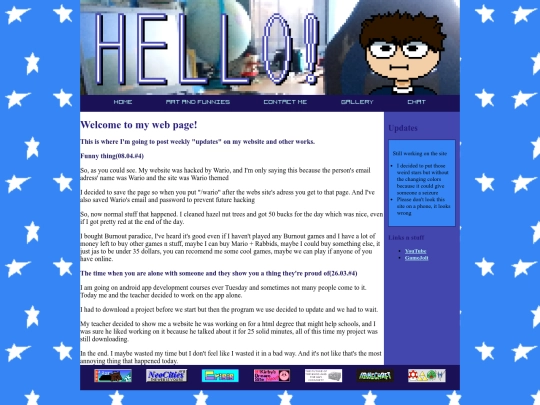 HELLO!
HOME ART AND FUNNIES CONTACT ME GALLERY CHAT
Welcome to my web page!
This is where I'm going to post weekly "updates" on my website and other works.
Funny thing(08.04.#4)
So, as you could see. My website was hacked by Wario, and I'm only saying this because the person's email
adress' name was Wario and the site was Wario themed
I decided to save the page so when you put "/wario" after the webs site's adress you get to that page. And I've
also saved Wario's email and password to prevent future hacking
So, now normal stuff that happened. I cleaned hazel nut trees and got 50 bucks for the day which was nice, even
if I got pretty red at the end of the day.
I bought Burnout paradice, I've heard it's good even if I haven't played any Burnout games and I have a lot of
money left to buy other games n stuff, maybe I can buy Mario + Rabbids, maybe I could buy something else, it
just jas to be under 35 dollars, you can recomend me some cool games, maybe we can play if anyone of you
have online.
The time when you are alone with someone and they show you a thing they're proud of(26.03.#4)
I am going on android app development courses ever Tuesday and sometimes not many people come to it.
Today me and the teacher decided to work on the app alone.
I had to download a project before we start but then the program we use decided to update and we had to wait.
My teacher decided to show me a website he was working on for a html degree that might help schools, and I
was sure he liked working on it because he talked about it for 25 solid minutes, all of this time my project was
still downloading.
In the end. I maybe wasted my time but I don't feel like I wasted it in a bad way. And it's not like that's the most
annoying thing that happened today.
Updates
Still working on the site
I decided to put those
weird stars but without
the changing colors
because it could give
someone a seizure
Please don't look this
site on a phone, it looks
wrong
Links n stuff
YouTube
GameJolt
NEOCITIES
MINECRAFT